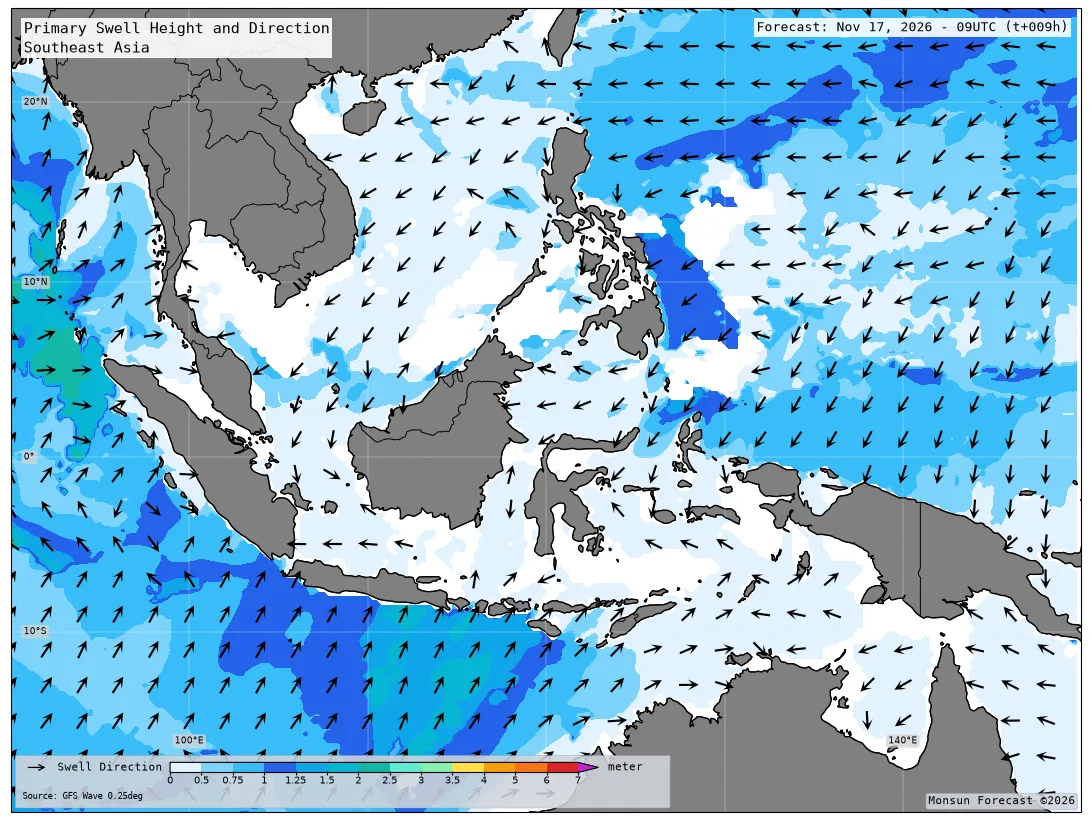 Primary Swell Height and Direction
Southeast Asia
Forecast: Nov 17, 2026 - 09UTC (t+009h)
20°N
10°N
0°
10°S
100°E
140°E
Swell Direction
0 0.5 0.75 1 1.25 1.5 2 2.5 3 3.5 4 5 6 7
meter
Source: GFS Wave 0.25deg
Monsun Forecast ©2026